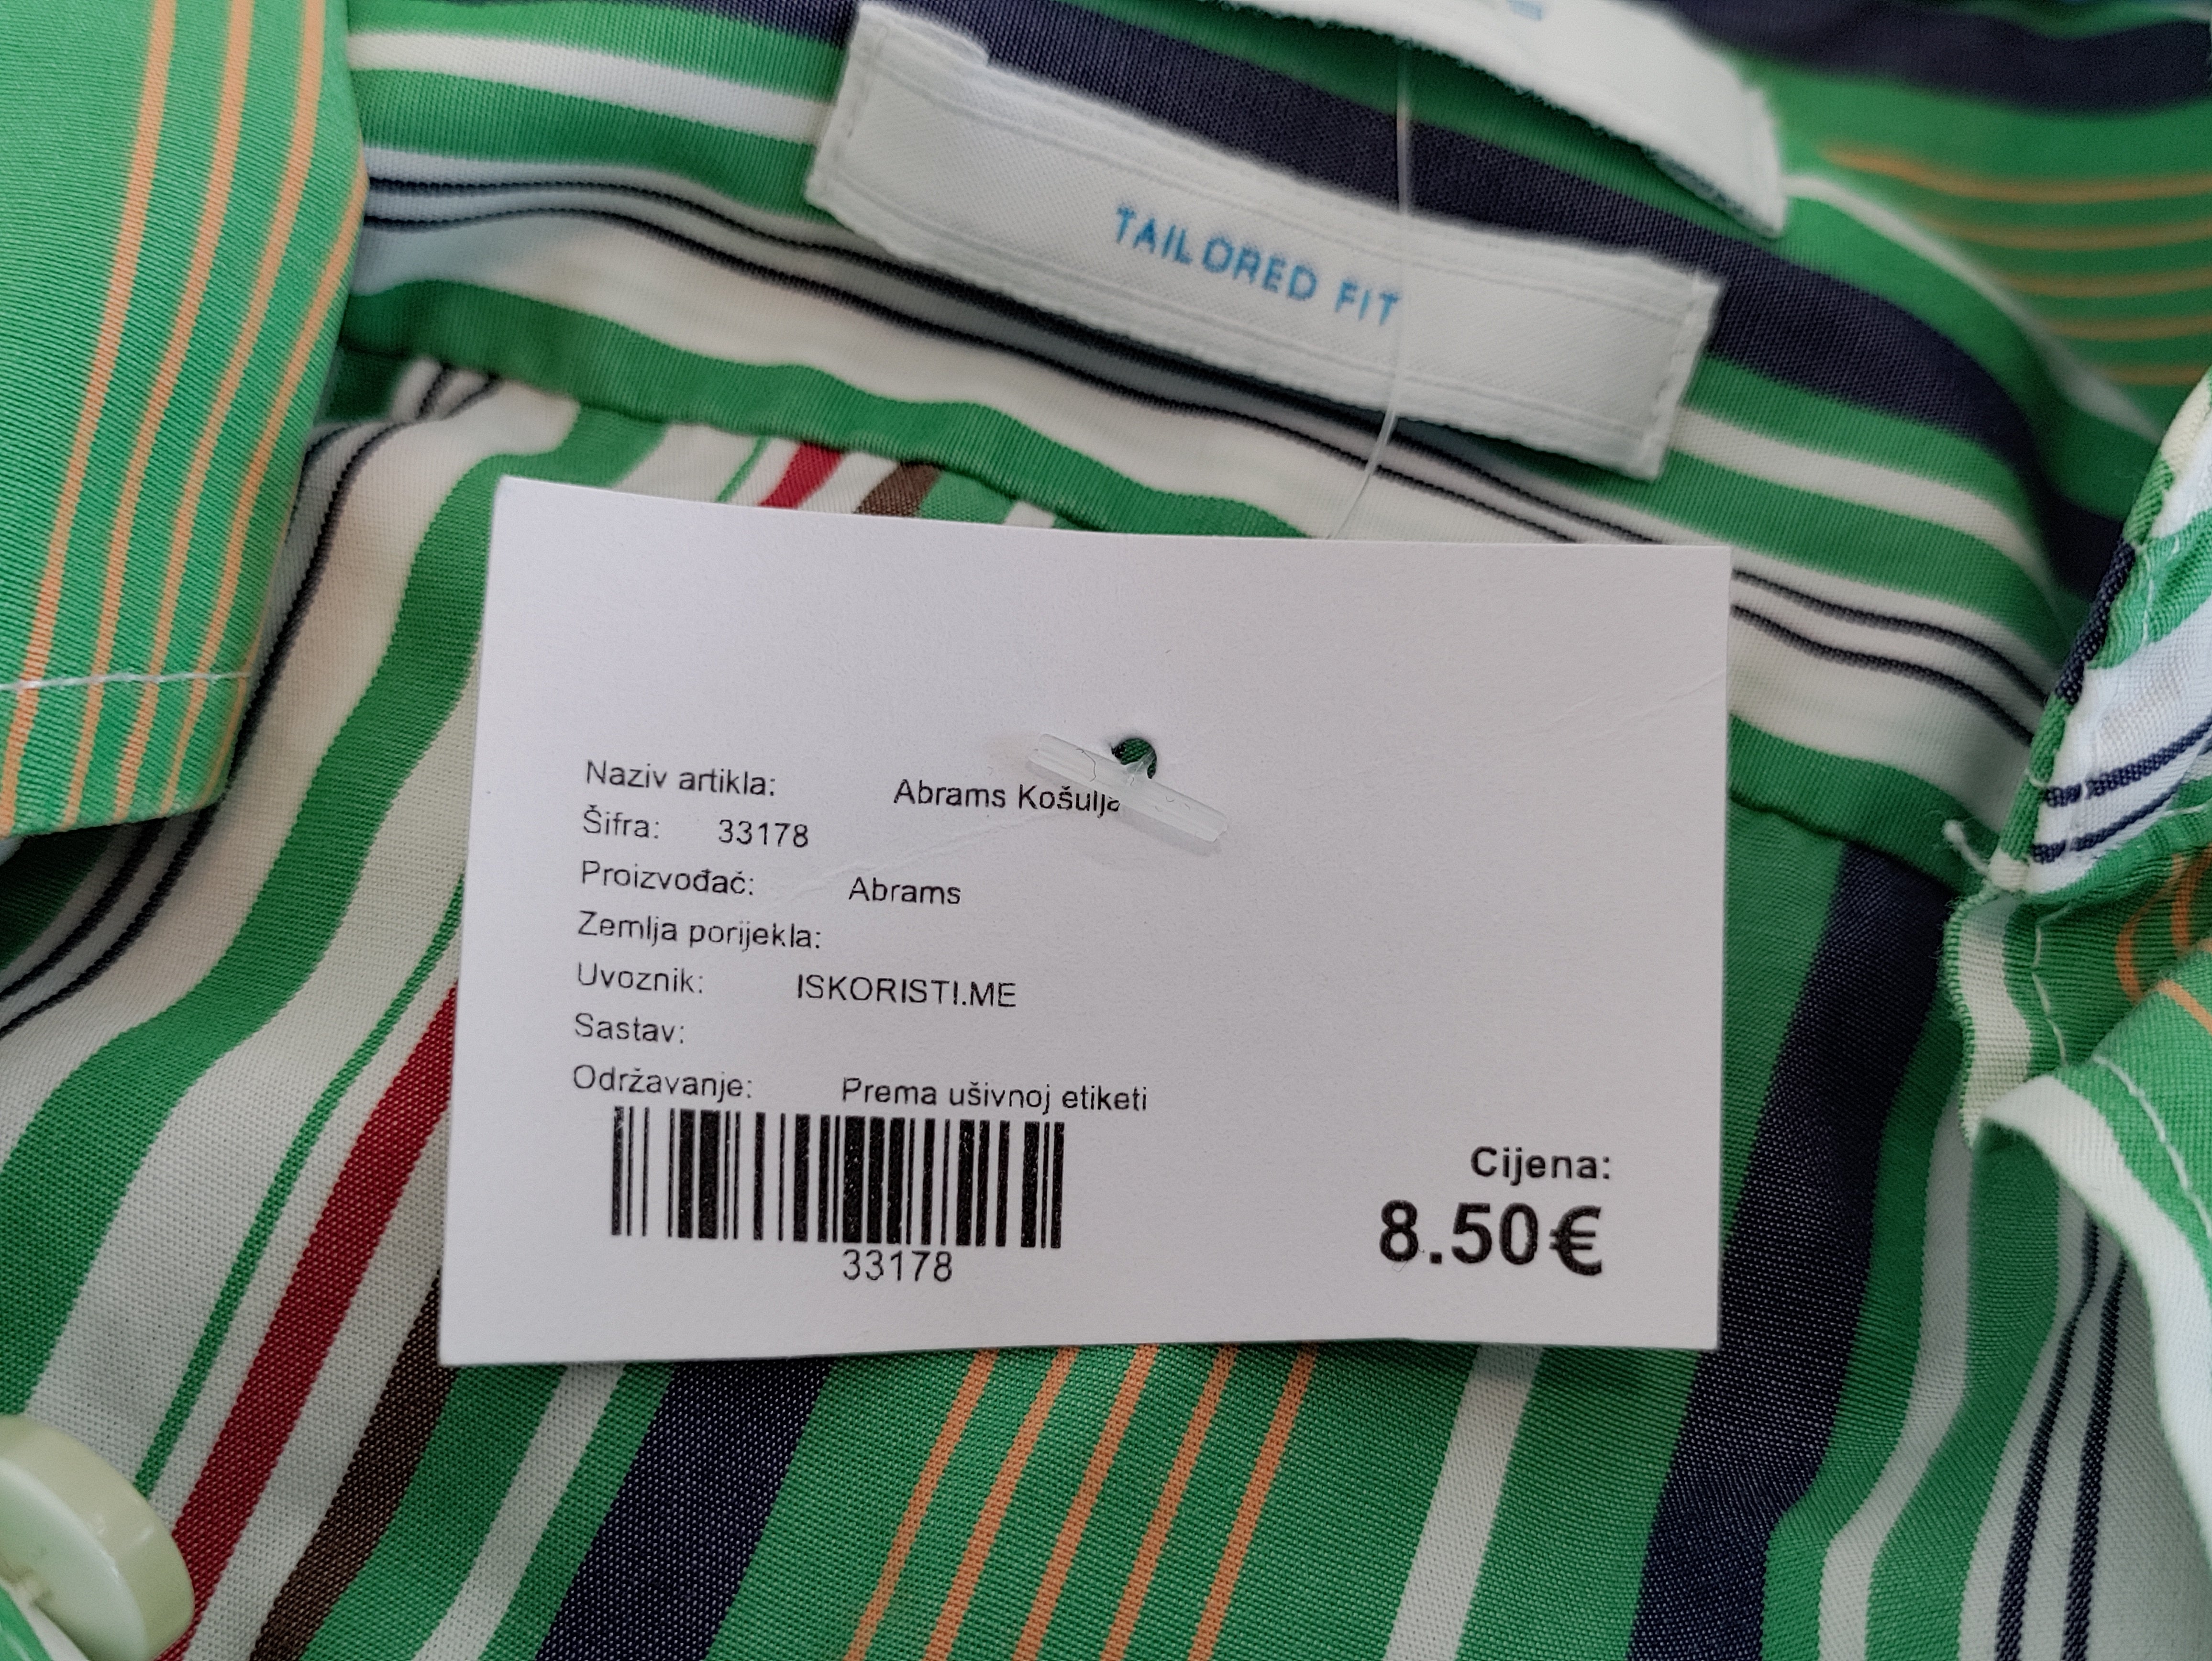 TAILORED FIT
Naziv artikla: Abrams Košulja
Šifra: 33178
Proizvođač: Abrams
Zemlja porijekla:
Uvoznik: ISKORISTI.ME
Sastav:
Održavanje: Prema ušivnoj etiketi
33178
Cijena:
8.50€